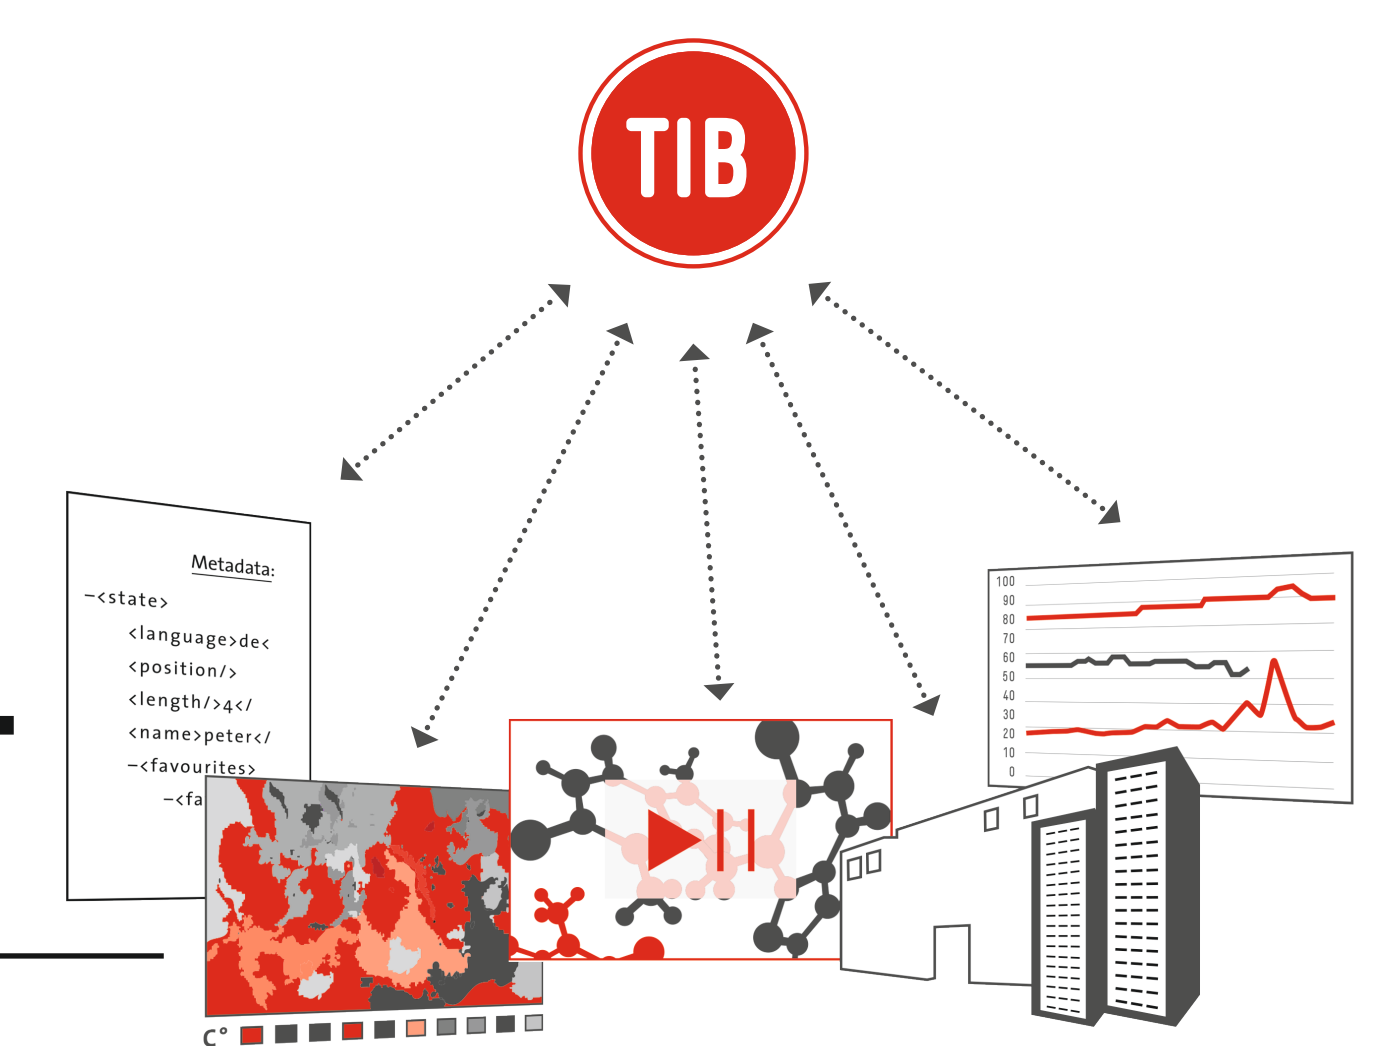 TIB
Metadata:
–<state>
<language>de<
<position/>
<length/>4</
<name>peter</
–<favourites>
–<fa
100
90
80
70
60
50
40
30
20
10
0
C°